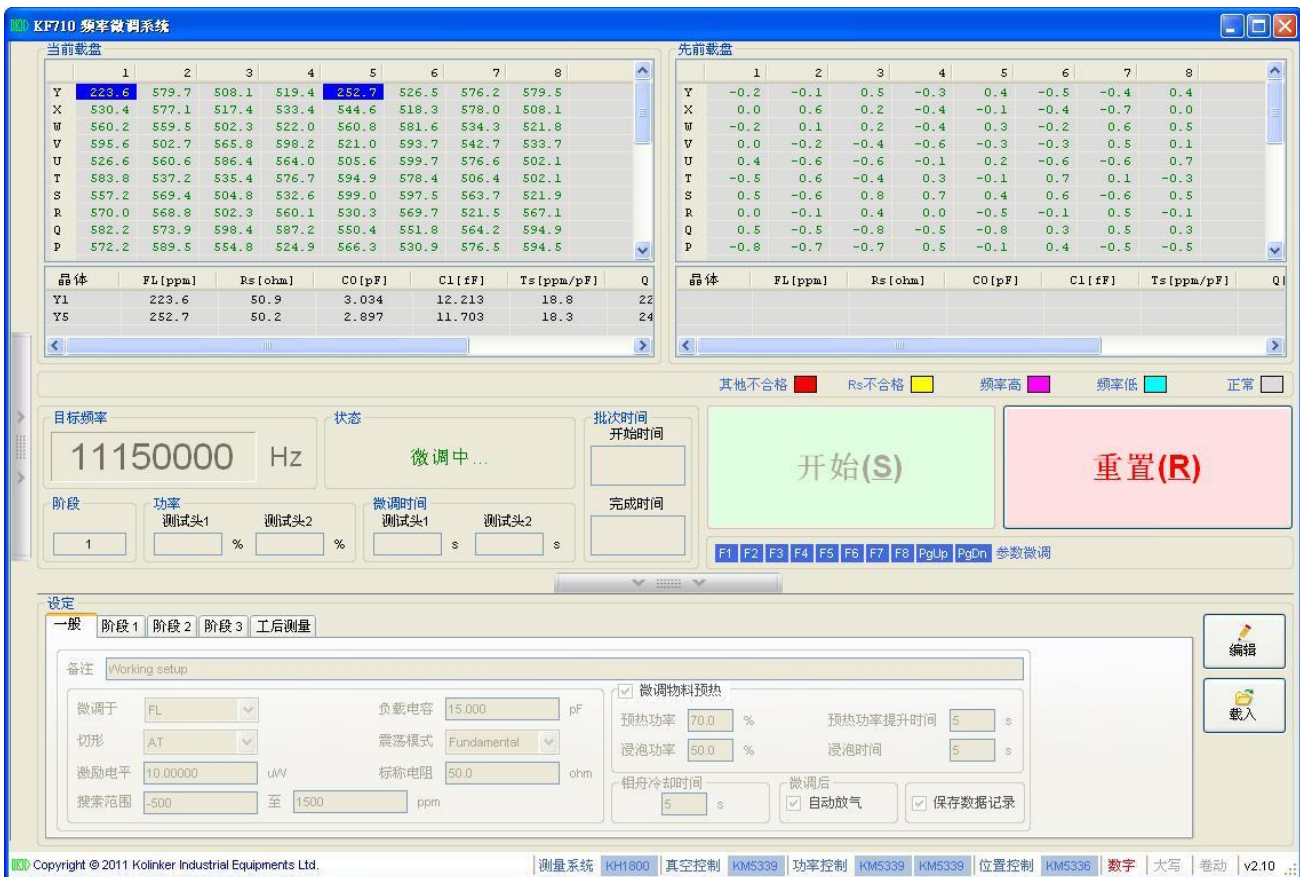 KF710 频率微调系统
当前载盘
1 2 3 4 5 6 7 8
Y 223.6 579.7 508.1 519.4 252.7 526.5 576.2 579.5
X 530.4 577.1 517.4 533.4 544.6 518.3 578.0 508.1
W 560.2 559.5 502.3 522.0 560.8 581.6 534.3 521.8
V 595.6 502.7 565.8 598.2 521.0 593.7 542.7 533.7
U 526.6 560.6 586.4 564.0 505.6 599.7 576.6 502.1
T 583.8 537.2 535.4 576.7 594.9 578.4 506.4 502.1
S 557.2 569.4 504.8 532.6 599.0 597.5 563.7 521.9
R 570.0 568.8 502.3 560.1 530.3 569.7 521.5 567.1
Q 582.2 573.9 598.4 587.2 550.4 551.8 564.2 594.9
P 572.2 589.5 554.8 524.9 566.3 530.9 576.5 594.5
晶体 FL[ppm] Rs[ohm] C0[pF] C1[fF] Ts[ppm/pF] Q
Y1 223.6 50.9 3.034 12.213 18.8 22
Y5 252.7 50.2 2.897 11.703 18.3 24
先前载盘
1 2 3 4 5 6 7 8
Y -0.2 -0.1 0.5 -0.3 0.4 -0.5 -0.4 0.4
X 0.0 0.6 0.2 -0.4 -0.1 -0.4 -0.7 0.0
W -0.2 0.1 0.2 -0.4 0.3 -0.2 0.6 0.5
V 0.0 -0.2 -0.4 -0.6 -0.3 -0.3 0.5 0.1
U 0.4 -0.6 -0.6 -0.1 0.2 -0.6 -0.6 0.7
T -0.5 0.6 -0.4 0.3 -0.1 0.7 0.1 -0.3
S 0.5 -0.6 0.8 0.7 0.4 0.6 -0.6 0.5
R 0.0 -0.1 0.4 0.0 -0.5 -0.1 0.5 -0.1
Q 0.5 -0.5 -0.8 -0.5 -0.8 0.3 0.5 0.3
P -0.8 -0.7 -0.7 0.5 -0.1 0.4 -0.5 -0.5
晶体 FL[ppm] Rs[ohm] C0[pF] C1[fF] Ts[ppm/pF] Q[
其他不合格 Rs不合格 频率高 频率低 正常
目标频率
11150000 Hz
状态
微调中...
批次时间
开始时间
完成时间
开始(S)
重置(R)
阶段
1
功率
测试头1 测试头2
% %
微调时间
测试头1 测试头2
s s
F1 F2 F3 F4 F5 F6 F7 F8 PgUp PgDn 参数微调
设定
一般 阶段 1 阶段 2 阶段 3 工后测量
备注 Working setup
微调于 FL 负载电容 15.000 pF
切形 AT 震荡模式 Fundamental
激励电平 10.00000 uW 标称电阻 50.0 ohm
搜索范围 -500 至 1500 ppm
微调物料预热
预热功率 70.0 % 预热功率提升时间 5 s
浸泡功率 50.0 % 浸泡时间 5 s
钼舟冷却时间
5 s
微调后
自动放气
保存数据记录
编辑
载入
Copyright © 2011 Kolinker Industrial Equipments Ltd.
测量系统 KH1800 真空控制 KM5339 功率控制 KM5339 KM5339 位置控制 KM5336 数字 大写 卷动 v2.10